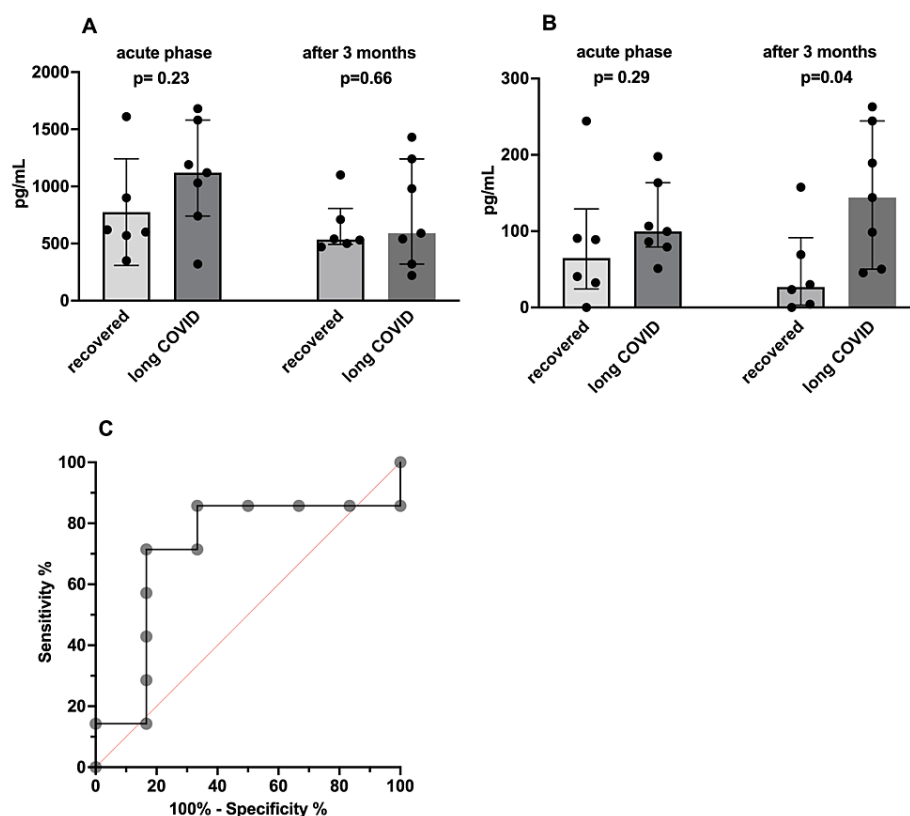 A
acute phase
after 3 months
p= 0.23
p=0.66
2000
1500
1000
500
0
pg/mL
recovered
long COVID
recovered
long COVID
B
acute phase
after 3 months
p= 0.29
p=0.04
300
200
100
0
pg/mL
recovered
long COVID
recovered
long COVID
C
100
80
60
40
20
0
Sensitivity %
0
20
40
60
80
100
100% - Specificity %